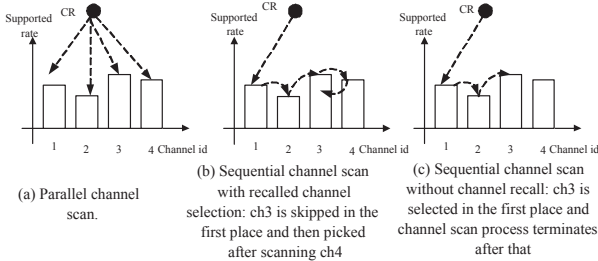 Supported
rate
CR
1 2 3 4 Channel id
(a) Parallel channel
scan.
Supported
rate
CR
1 2 3 4 Channel id
(b) Sequential channel scan
with recalled channel
selection: ch3 is skipped in the
first place and then picked
after scanning ch4
Supported
rate
CR
1 2 3 4 Channel id
(c) Sequential channel scan
without channel recall: ch3 is
selected in the first place and
channel scan process terminates
after that